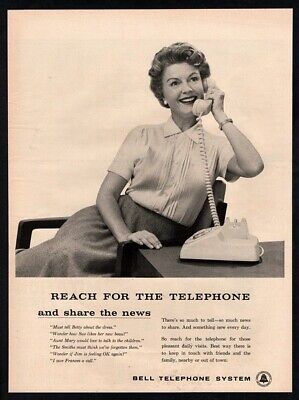 REACH FOR THE TELEPHONE
and share the news
"Must tell Betty about the dress."
"Wonder how Sue likes her new beau?"
"Aunt Mary would love to talk to the children."
"The Smiths must think we've forgotten them."
"Wonder if Jim is feeling OK again?"
"I owe Frances a call."
There's so much to tell—so much news
to share. And something new every day.
So reach for the telephone for those
pleasant daily visits. Best way there is
to keep in touch with friends and the
family, nearby or out of town.
BELL TELEPHONE SYSTEM